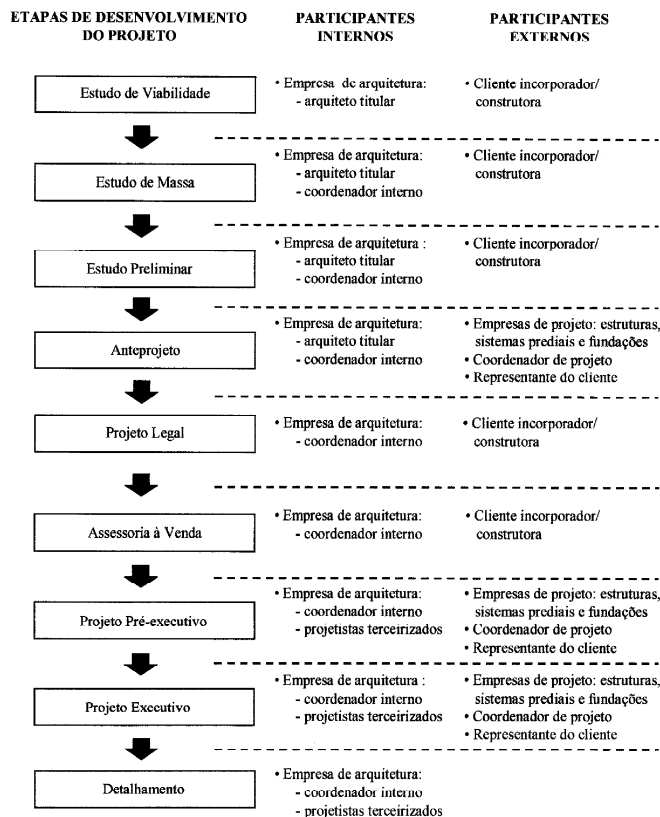 ETAPAS DE DESENVOLVIMENTO
DO PROJETO
PARTICIPANTES
INTERNOS
PARTICIPANTES
EXTERNOS
Estudo de Viabilidade
• Empresa de arquitetura:
- arquiteto titular
• Cliente incorporador/
construtora
Estudo de Massa
• Empresa de arquitetura:
- arquiteto titular
- coordenador interno
• Cliente incorporador/
construtora
Estudo Preliminar
• Empresa de arquitetura :
- arquiteto titular
- coordenador interno
• Cliente incorporador/
construtora
Anteprojeto
• Empresa de arquitetura:
- arquiteto titular
- coordenador interno
• Empresas de projeto: estruturas,
sistemas prediais e fundações
• Coordenador de projeto
• Representante do cliente
Projeto Legal
• Empresa de arquitetura:
- coordenador interno
• Cliente incorporador/
construtora
Assessoria à Venda
• Empresa de arquitetura:
- coordenador interno
• Cliente incorporador/
construtora
Projeto Pré-executivo
• Empresa de arquitetura:
- coordenador interno
- projetistas terceirizados
• Empresas de projeto: estruturas,
sistemas prediais e fundações
• Coordenador de projeto
• Representante do cliente
Projeto Executivo
• Empresa de arquitetura :
- coordenador interno
- projetistas terceirizados
• Empresas de projeto: estruturas,
sistemas prediais e fundações
• Coordenador de projeto
• Representante do cliente
Detalhamento
• Empresa de arquitetura:
- coordenador interno
- projetistas terceirizados